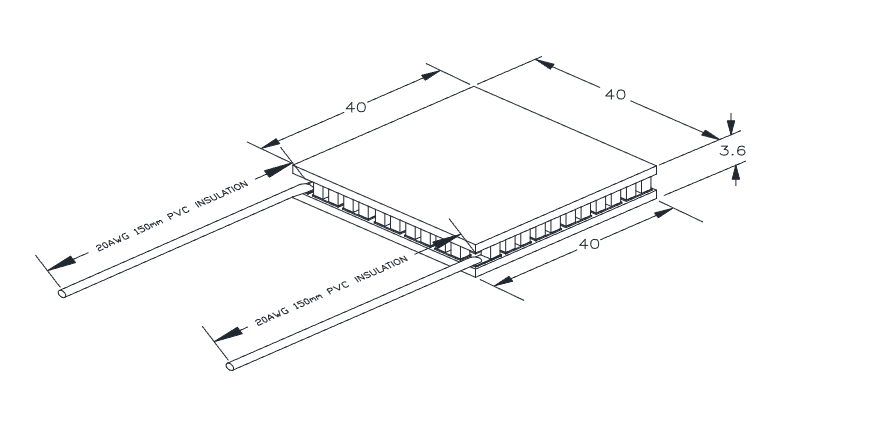 40
40
3.6
20AWG 150mm PVC INSULATION
40
20AWG 150mm PVC INSULATION